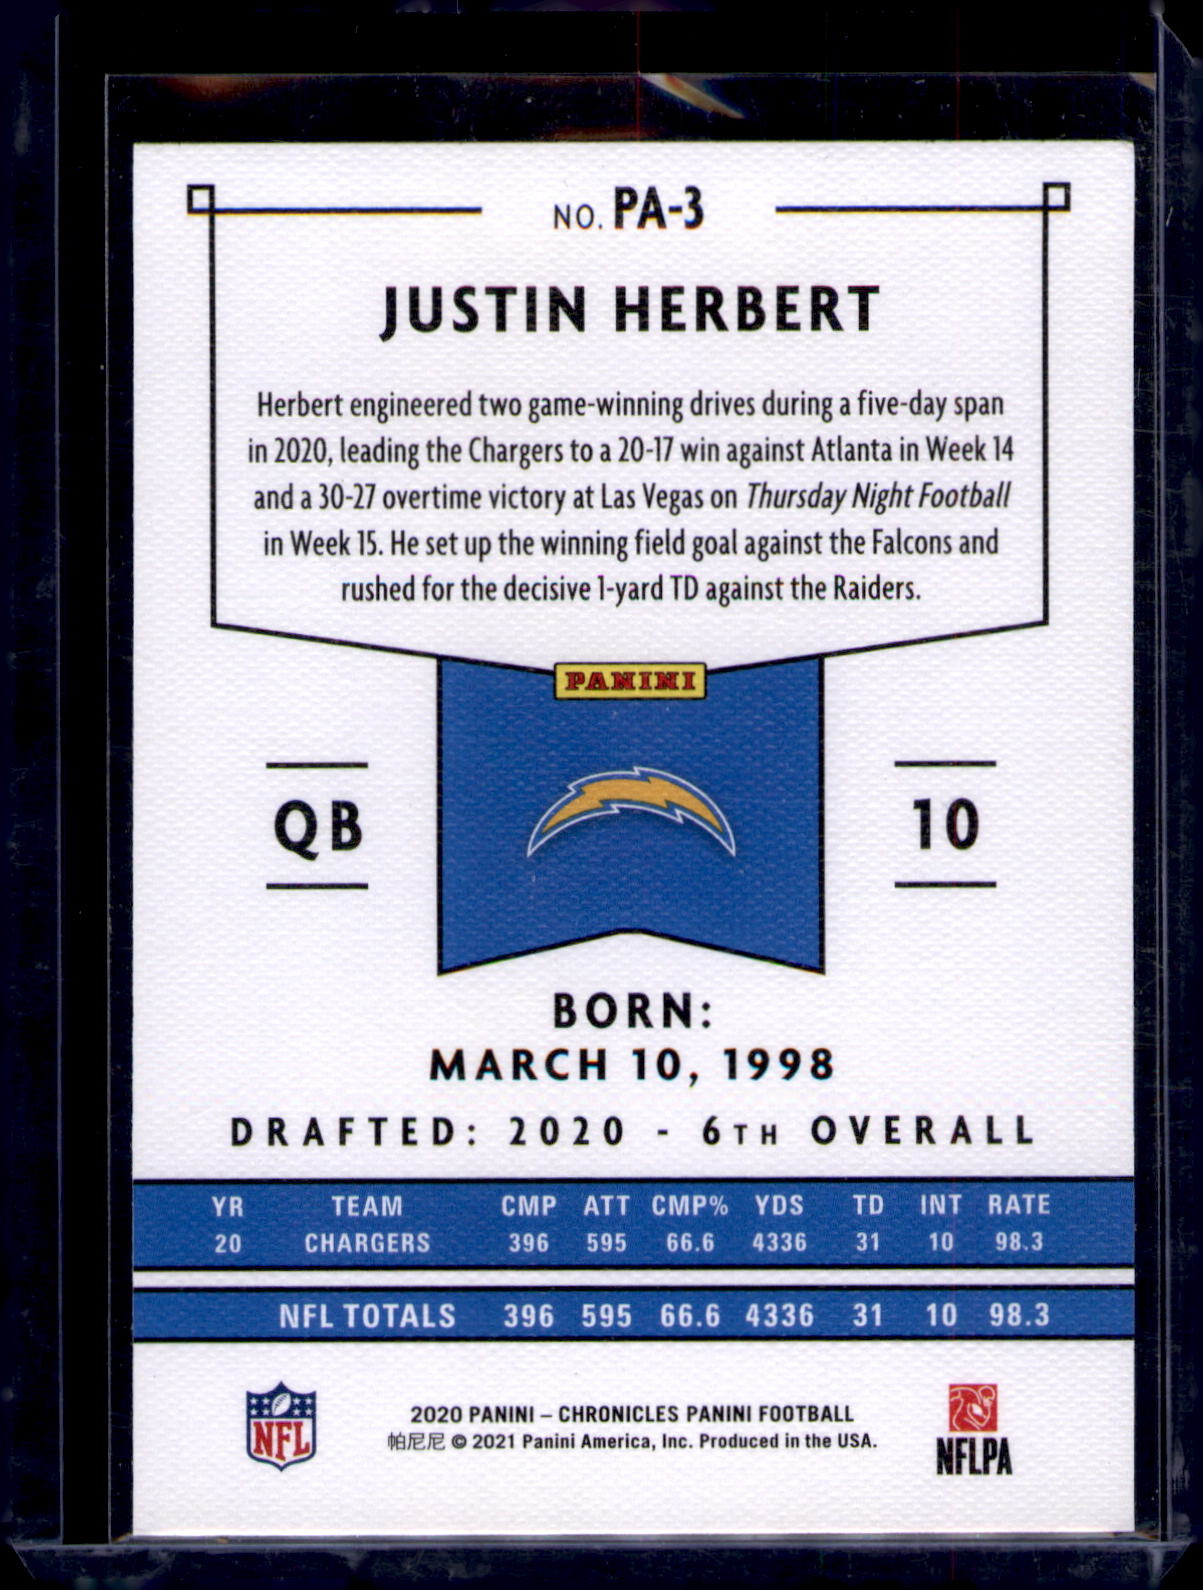 NO. PA-3
JUSTIN HERBERT
Herbert engineered two game-winning drives during a five-day span
in 2020, leading the Chargers to a 20-17 win against Atlanta in Week 14
and a 30-27 overtime victory at Las Vegas on Thursday Night Football
in Week 15. He set up the winning field goal against the Falcons and
rushed for the decisive 1-yard TD against the Raiders.
PANINI
QB
10
BORN:
MARCH 10, 1998
DRAFTED: 2020 - 6TH OVERALL
YR TEAM CMP ATT CMP% YDS TD INT RATE
20 CHARGERS 396 595 66.6 4336 31 10 98.3
NFL TOTALS 396 595 66.6 4336 31 10 98.3
NFL
2020 PANINI – CHRONICLES PANINI FOOTBALL
帕尼尼 © 2021 Panini America, Inc. Produced in the USA.
NFLPA